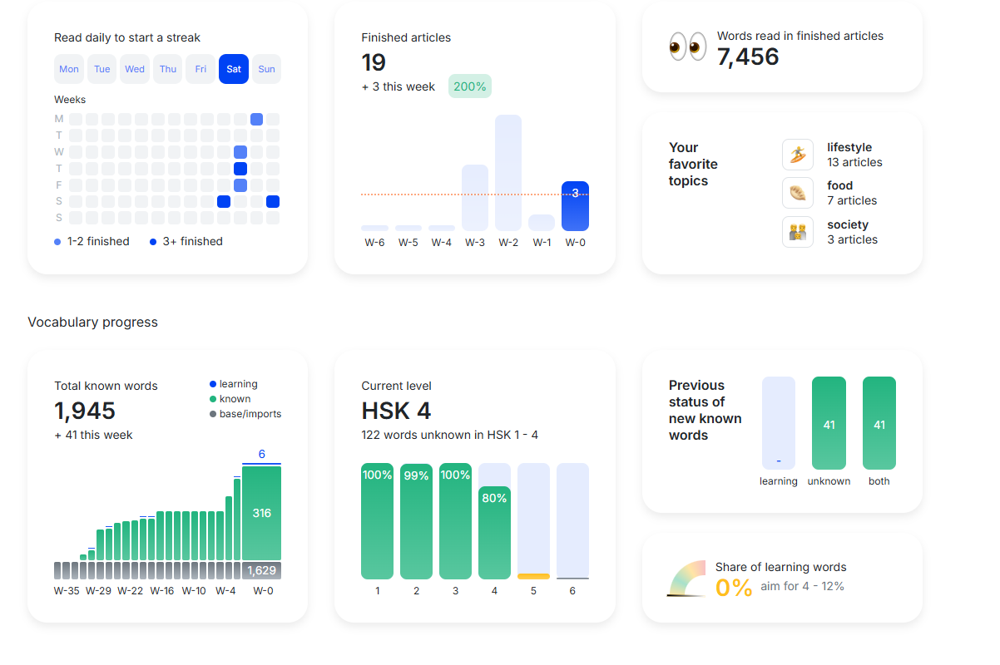 Read daily to start a streak
Mon Tue Wed Thu Fri Sat Sun
Weeks
M
T
W
T
F
S
S
1-2 finished 3+ finished
Finished articles
19
+ 3 this week 200%
3
W-6 W-5 W-4 W-3 W-2 W-1 W-0
Words read in finished articles
7,456
Your
favorite
topics
lifestyle
13 articles
food
7 articles
society
3 articles
Vocabulary progress
Total known words
1,945
+ 41 this week
learning
known
base/imports
6
316
1,629
W-35 W-29 W-22 W-16 W-10 W-4 W-0
Current level
HSK 4
122 words unknown in HSK 1 - 4
100% 99% 100% 80%
1 2 3 4 5 6
Previous
status of
new known
words
- 41 41
learning unknown both
Share of learning words
0% aim for 4 - 12%